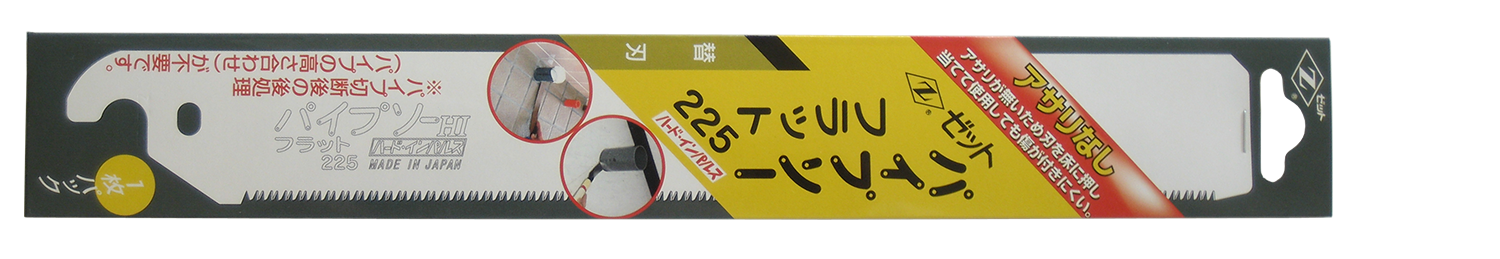 ゼット
アサリなし
アサリが無いため刃を床に押し
当てて使用しても傷が付きにくい。
ゼット
パイプソー
フラット
225
ハード・インパルス
替
刃
※パイプ切断後の後処理
(パイプの高さ合わせ)が不要です。
パイプソーHI
フラット
225
ハード・インパルス
MADE IN JAPAN
1枚
パック